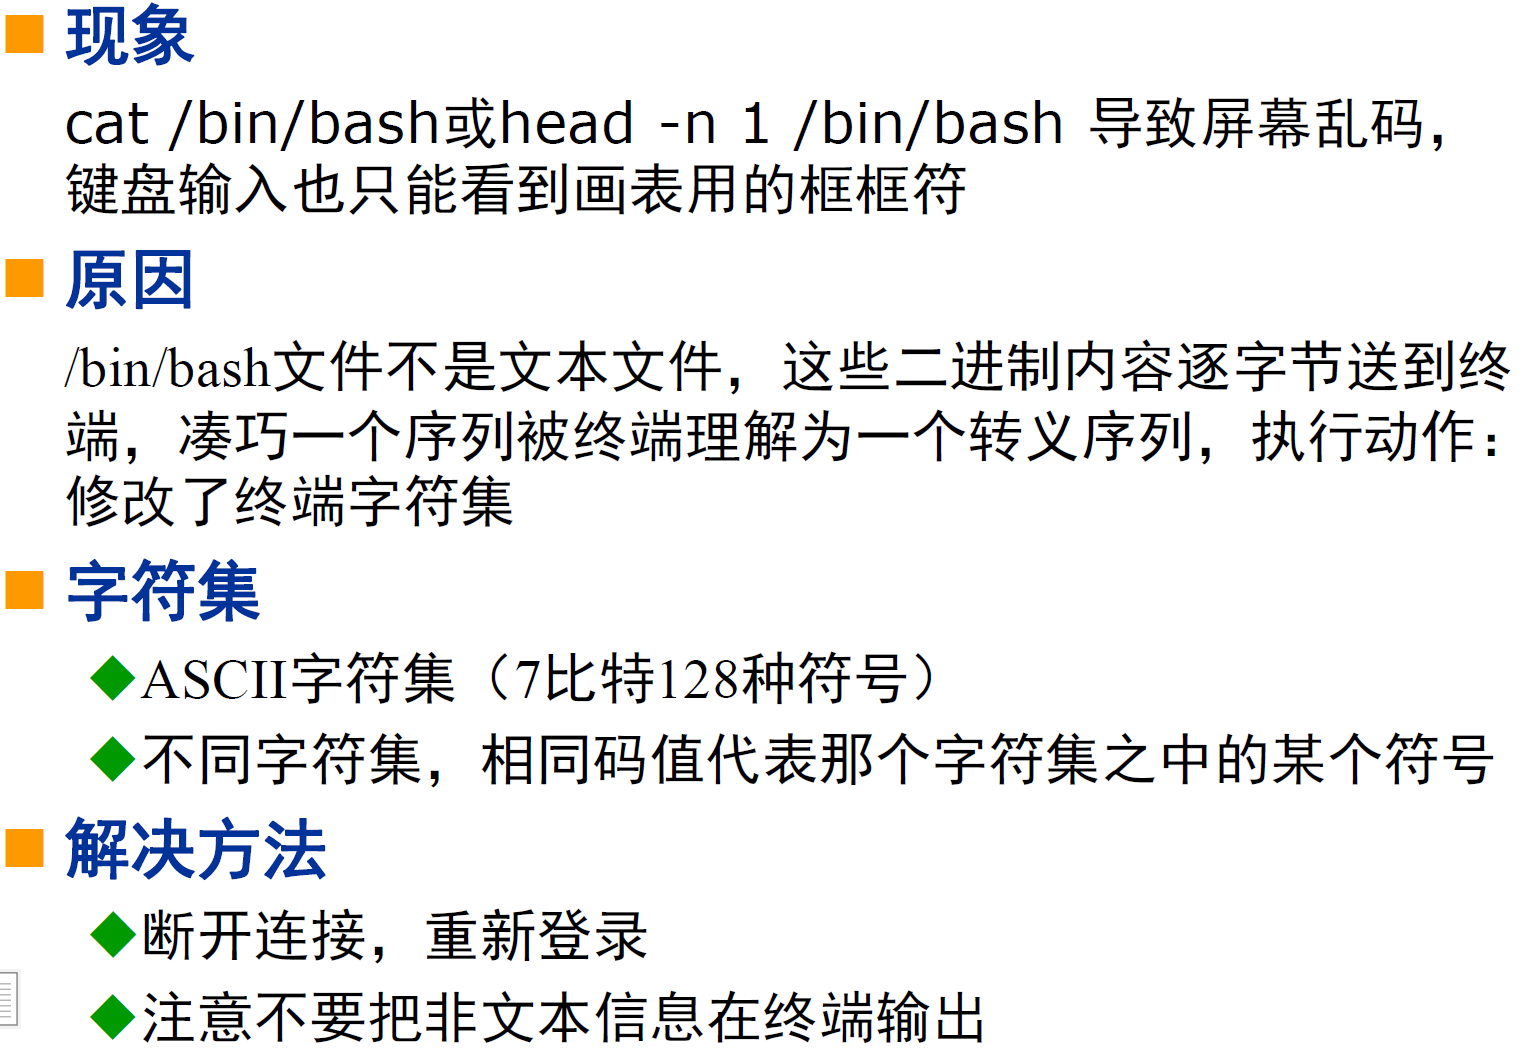 现象
cat /bin/bash或head -n 1 /bin/bash 导致屏幕乱码，
键盘输入也只能看到画表用的框框符
原因
/bin/bash文件不是文本文件，这些二进制内容逐字节送到终
端，凑巧一个序列被终端理解为一个转义序列，执行动作：
修改了终端字符集
字符集
ASCII字符集（7比特128种符号）
不同字符集，相同码值代表那个字符集之中的某个符号
解决方法
断开连接，重新登录
注意不要把非文本信息在终端输出